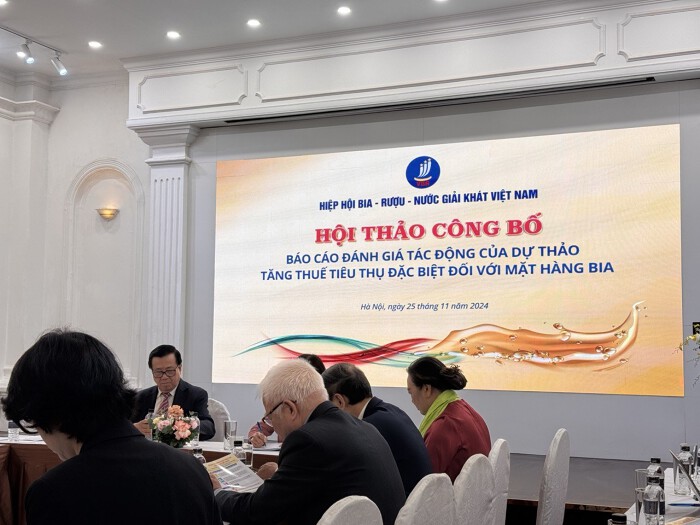 HIỆP HỘI BIA - RƯỢU - NƯỚC GIẢI KHÁT VIỆT NAM
HỘI THẢO CÔNG BỐ
BÁO CÁO ĐÁNH GIÁ TÁC ĐỘNG CỦA DỰ THẢO
TĂNG THUẾ TIÊU THỤ ĐẶC BIỆT ĐỐI VỚI MẶT HÀNG BIA
Hà Nội, ngày 25 tháng 11 năm 2024